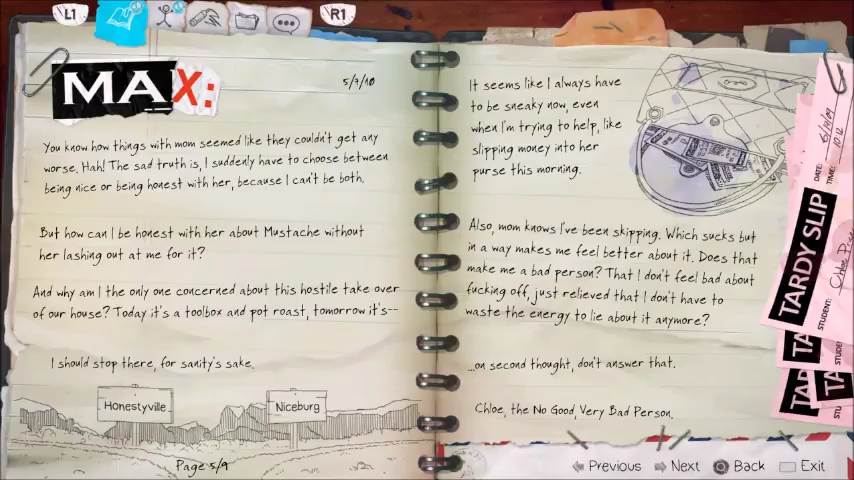 L1
R1
MAX:
5/7/10
You know how things with mom seemed like they couldn't get any
worse. Hah! The sad truth is, I suddenly have to choose between
being nice or being honest with her, because I can't be both.
But how can I be honest with her about Mustache without
her lashing out at me for it?
And why am I the only one concerned about this hostile take over
of our house? Today it's a toolbox and pot roast, tomorrow it's--
I should stop there, for sanity's sake.
Honestyville
Niceburg
Page 5/9
It seems like I always have
to be sneaky now, even
when I'm trying to help, like
slipping money into her
purse this morning.
Also, mom knows I've been skipping. Which sucks but
in a way makes me feel better about it. Does that
make me a bad person? That I don't feel bad about
fucking off, just relieved that I don't have to
waste the energy to lie about it anymore?
...on second thought, don't answer that.
Chloe, the No Good, Very Bad Person.
TARDY SLIP
DATE:
TIME: 10:12
STUDENT: Chloe
TA
TA
STUDE
STU
Previous
Next
Back
Exit